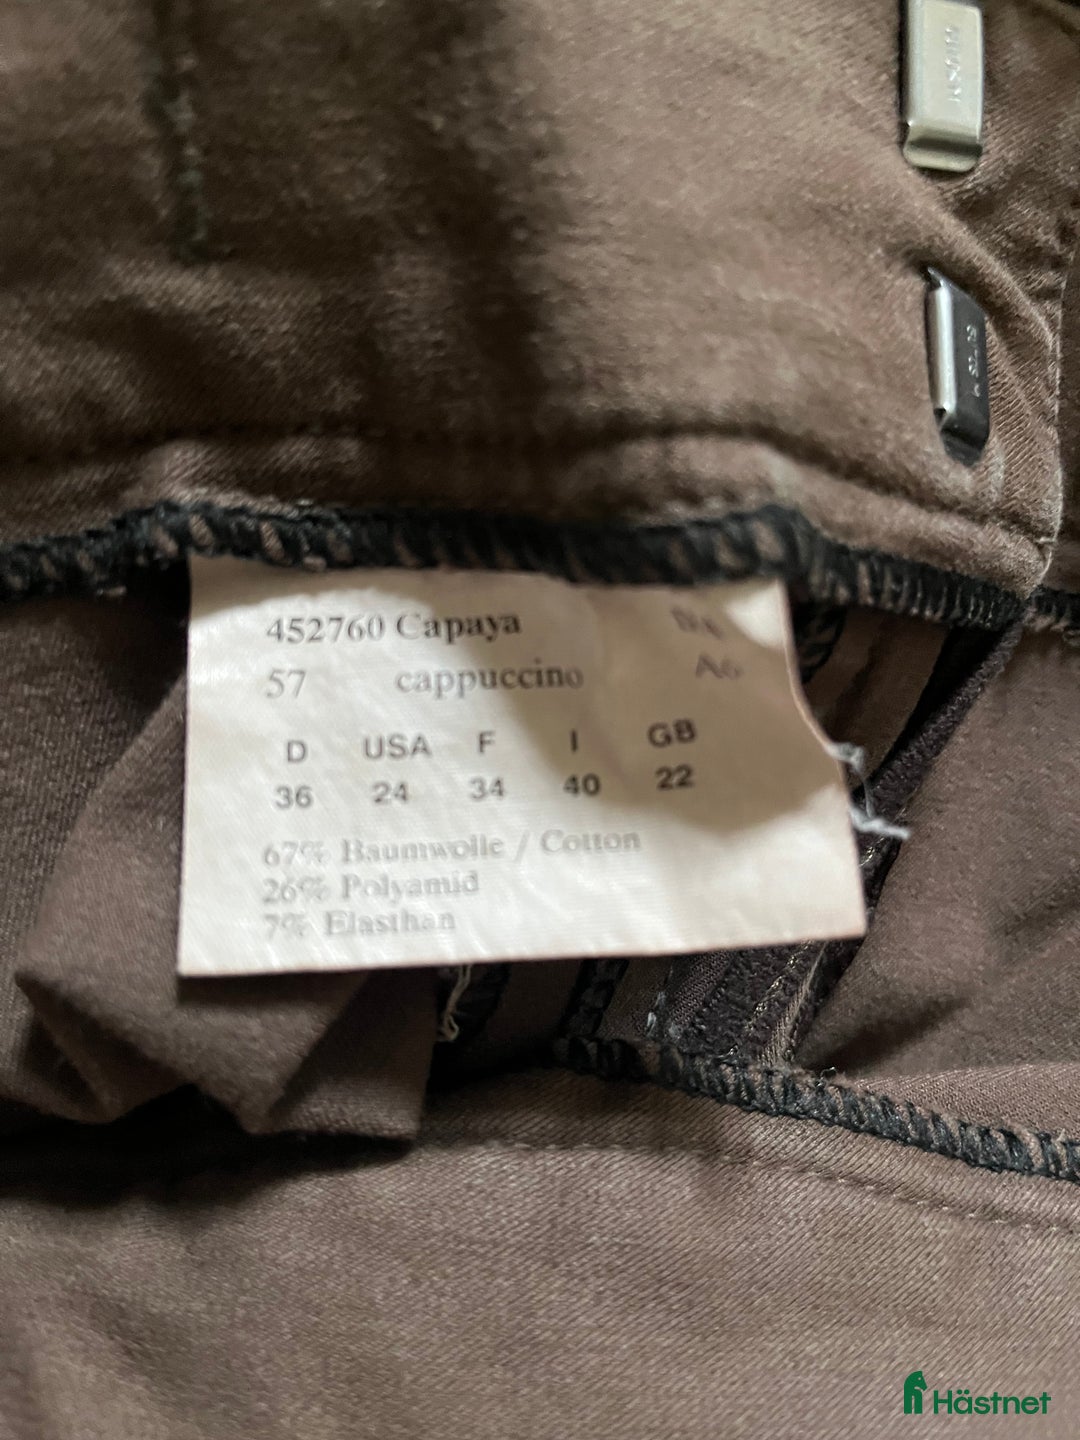 452760 Capaya
57 cappuccino A6
D USA F I GB
36 24 34 40 22
67% Baumwolle / Cotton
26% Polyamid
7% Elasthan
Hästnet